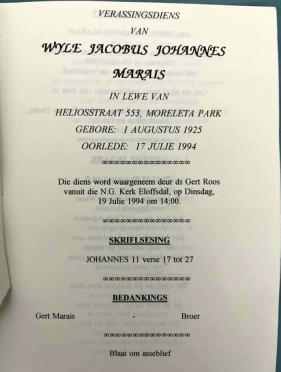 VERASSINGSDIENS
VAN
WYLE JACOBUS JOHANNES
MARAIS
IN LEWE VAN
HELIOSSTRAAT 553, MORELETA PARK
GEBORE: 1 AUGUSTUS 1925
OORLEDE: 17 JULIE 1994
∞∞∞∞∞∞∞∞∞∞∞∞∞∞∞
Die diens word waargeneem deur ds Gert Roos
vanuit die N.G. Kerk Eloffsdal, op Dinsdag,
19 Julie 1994 om 14:00.
∞∞∞∞∞∞∞∞∞∞∞∞∞∞∞
SKRIFLSESING
JOHANNES 11 verse 17 tot 27
∞∞∞∞∞∞∞∞∞∞∞∞∞∞∞
BEDANKINGS
Gert Marais - Broer
∞∞∞∞∞∞∞∞∞∞∞∞∞∞∞
Blaai om asseblief